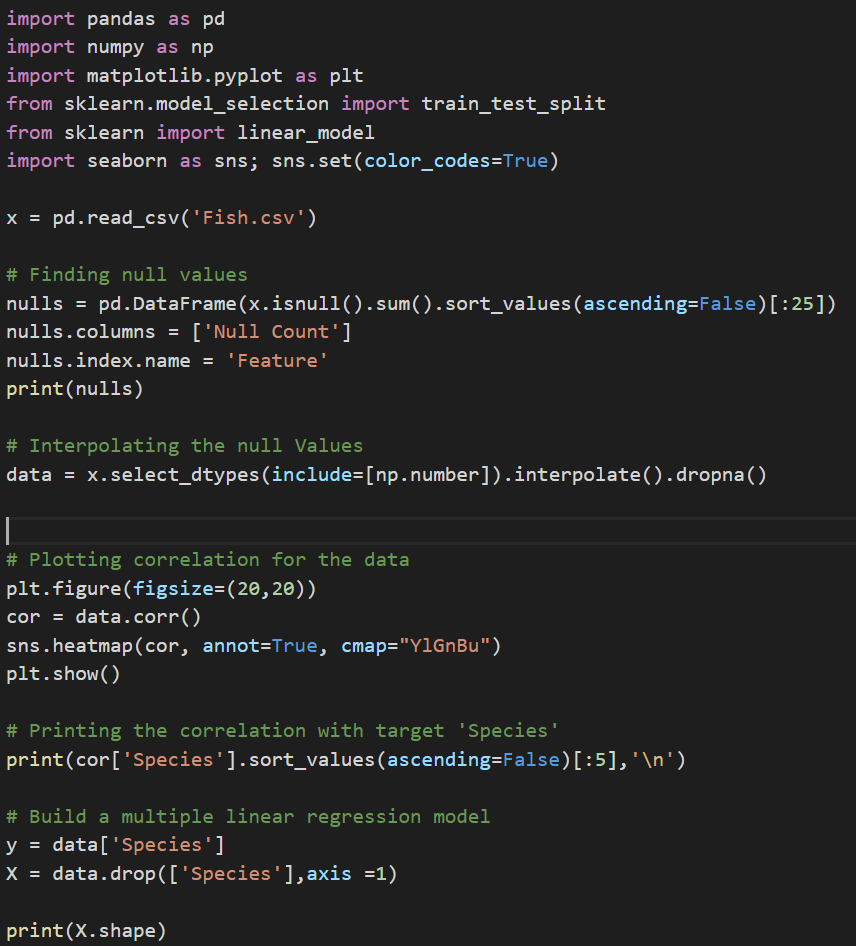 import pandas as pd
import numpy as np
import matplotlib.pyplot as plt
from sklearn.model_selection import train_test_split
from sklearn import linear_model
import seaborn as sns; sns.set(color_codes=True)

x = pd.read_csv('Fish.csv')

# Finding null values
nulls = pd.DataFrame(x.isnull().sum().sort_values(ascending=False)[:25])
nulls.columns = ['Null Count']
nulls.index.name = 'Feature'
print(nulls)

# Interpolating the null Values
data = x.select_dtypes(include=[np.number]).interpolate().dropna()

# Plotting correlation for the data
plt.figure(figsize=(20,20))
cor = data.corr()
sns.heatmap(cor, annot=True, cmap="YlGnBu")
plt.show()

# Printing the correlation with target 'Species'
print(cor['Species'].sort_values(ascending=False)[:5],'\n')

# Build a multiple linear regression model
y = data['Species']
X = data.drop(['Species'],axis =1)

print(X.shape)